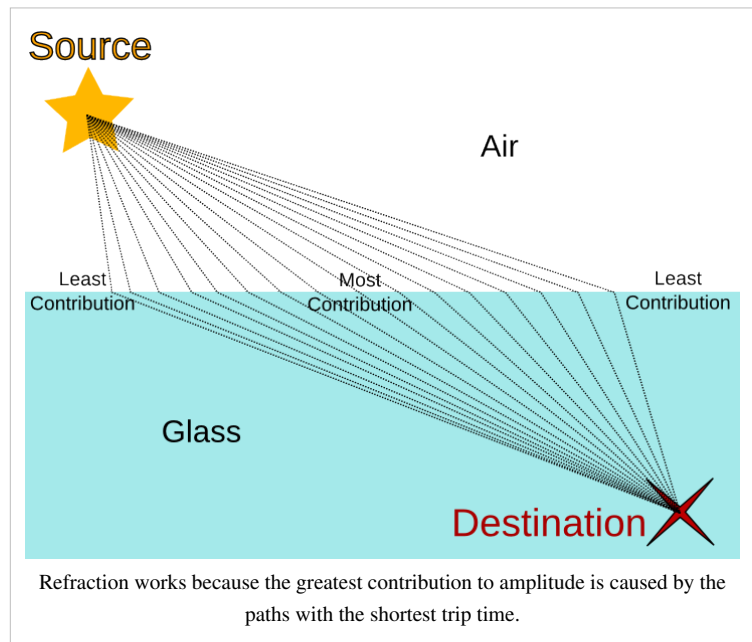 Source
Air
Least
Contribution
Most
Contribution
Least
Contribution
Glass
Destination
Refraction works because the greatest contribution to amplitude is caused by the
paths with the shortest trip time.